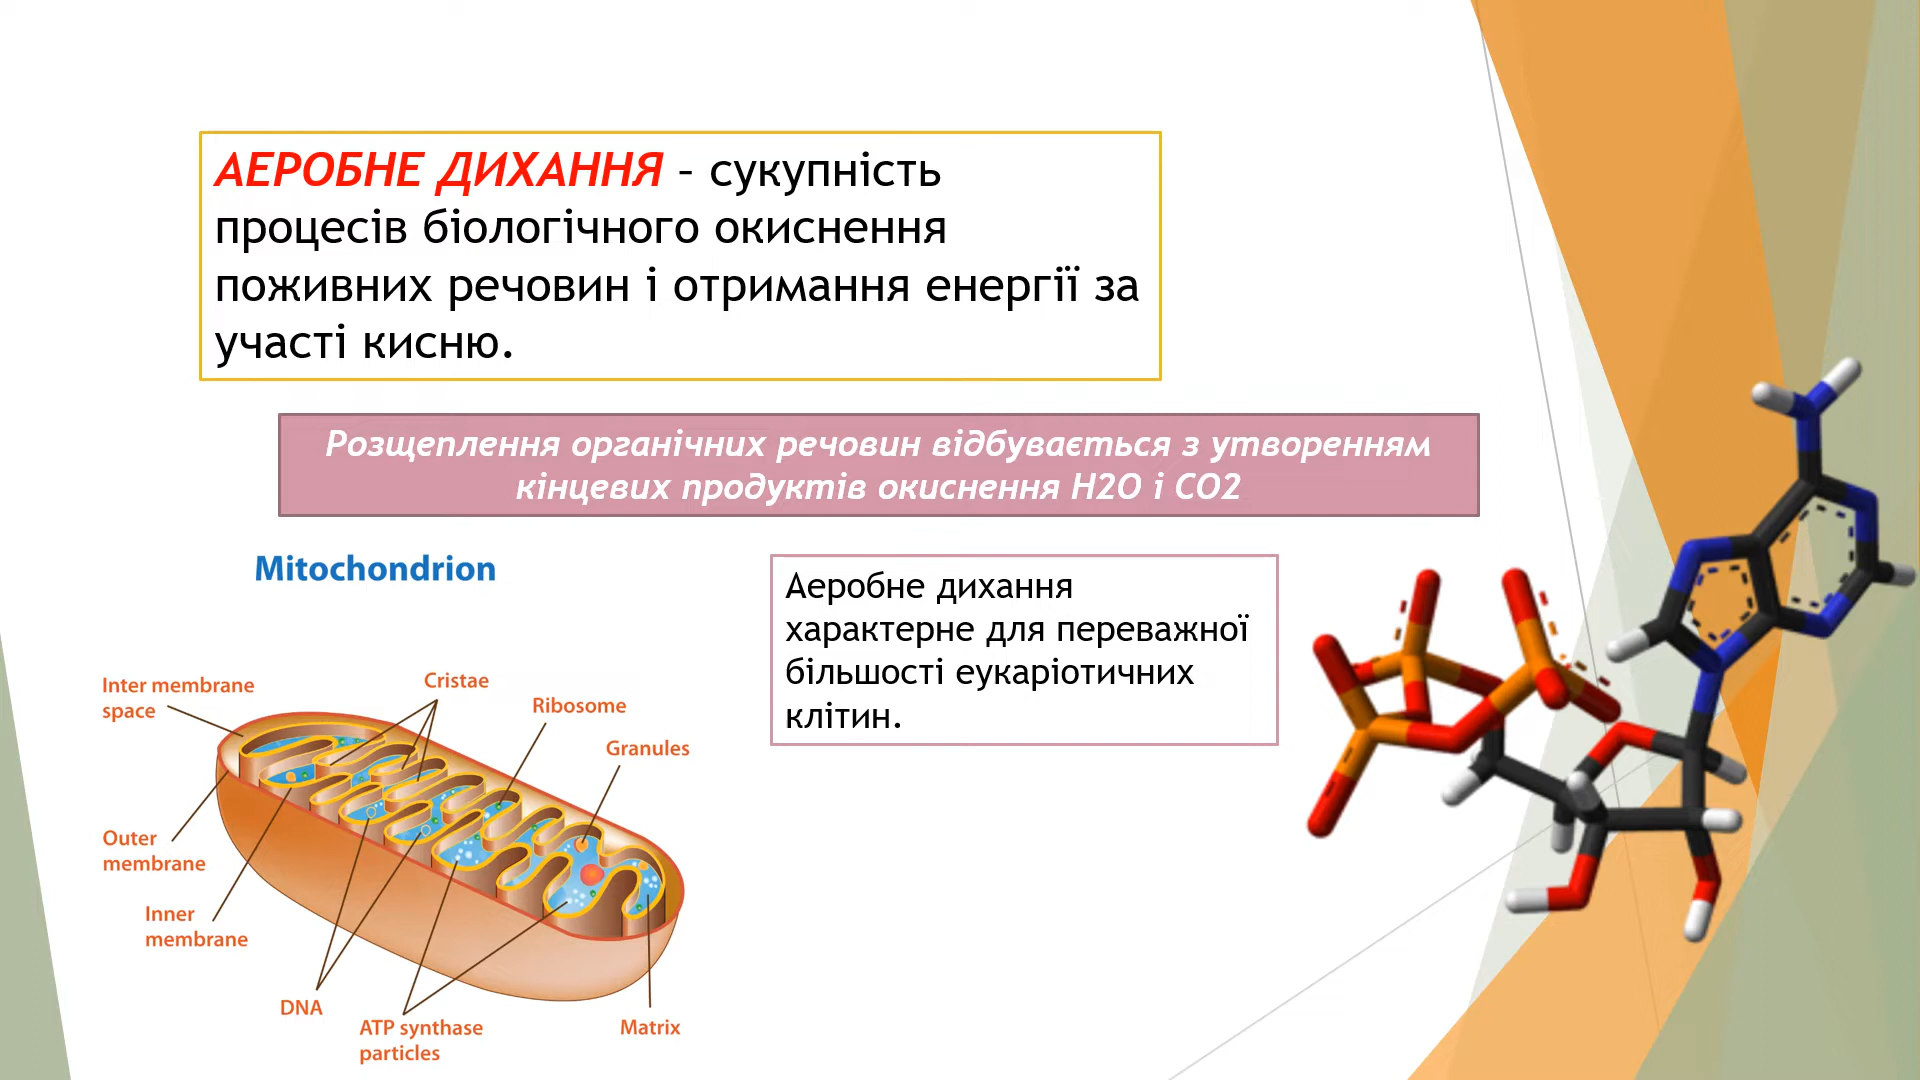 АЕРОБНЕ ДИХАННЯ – сукупність
процесів біологічного окиснення
поживних речовин і отримання енергії за
участі кисню.
Розщеплення органічних речовин відбувається з утворенням
кінцевих продуктів окиснення H2O і CO2
Mitochondrion
Аеробне дихання
характерне для переважної
більшості еукаріотичних
клітин.
Inter membrane
space
Cristae
Ribosome
Granules
Outer
membrane
Inner
membrane
DNA
ATP synthase
particles
Matrix